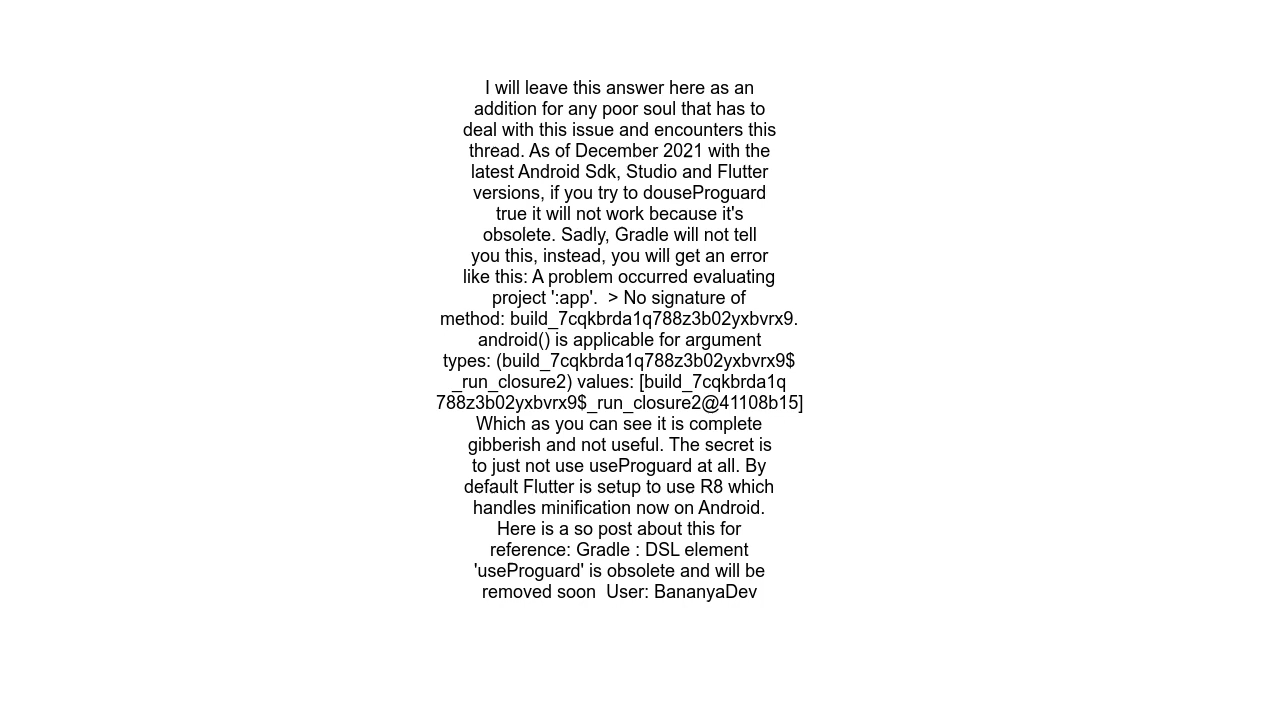 I will leave this answer here as an
addition for any poor soul that has to
deal with this issue and encounters this
thread. As of December 2021 with the
latest Android Sdk, Studio and Flutter
versions, if you try to douseProguard
true it will not work because it's
obsolete. Sadly, Gradle will not tell
you this, instead, you will get an error
like this: A problem occurred evaluating
project ':app'.  > No signature of
method: build_7cqkbrda1q788z3b02yxbvrx9.
android() is applicable for argument
types: (build_7cqkbrda1q788z3b02yxbvrx9$
_run_closure2) values: [build_7cqkbrda1q
788z3b02yxbvrx9$_run_closure2@41108b15]
Which as you can see it is complete
gibberish and not useful. The secret is
to just not use useProguard at all. By
default Flutter is setup to use R8 which
handles minification now on Android.
Here is a so post about this for
reference: Gradle : DSL element
'useProguard' is obsolete and will be
removed soon  User: BananyaDev